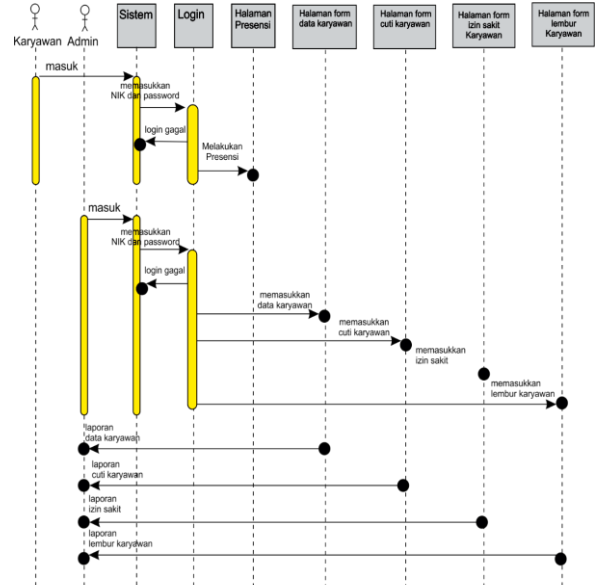 Karyawan
Admin
Sistem
Login
Halaman
Presensi
Halaman form
data karyawan
Halaman form
cuti karyawan
Halaman form
izin sakit
Karyawan
Halaman form
lembur
Karyawan
masuk
memasukkan
NIK dan password
login gagal
Melakukan
Presensi
masuk
memasukkan
NIK dan password
login gagal
memasukkan
data karyawan
memasukkan
cuti karyawan
memasukkan
izin sakit
memasukkan
lembur karyawan
laporan
data karyawan
laporan
cuti karyawan
laporan
izin sakit
laporan
lembur karyawan